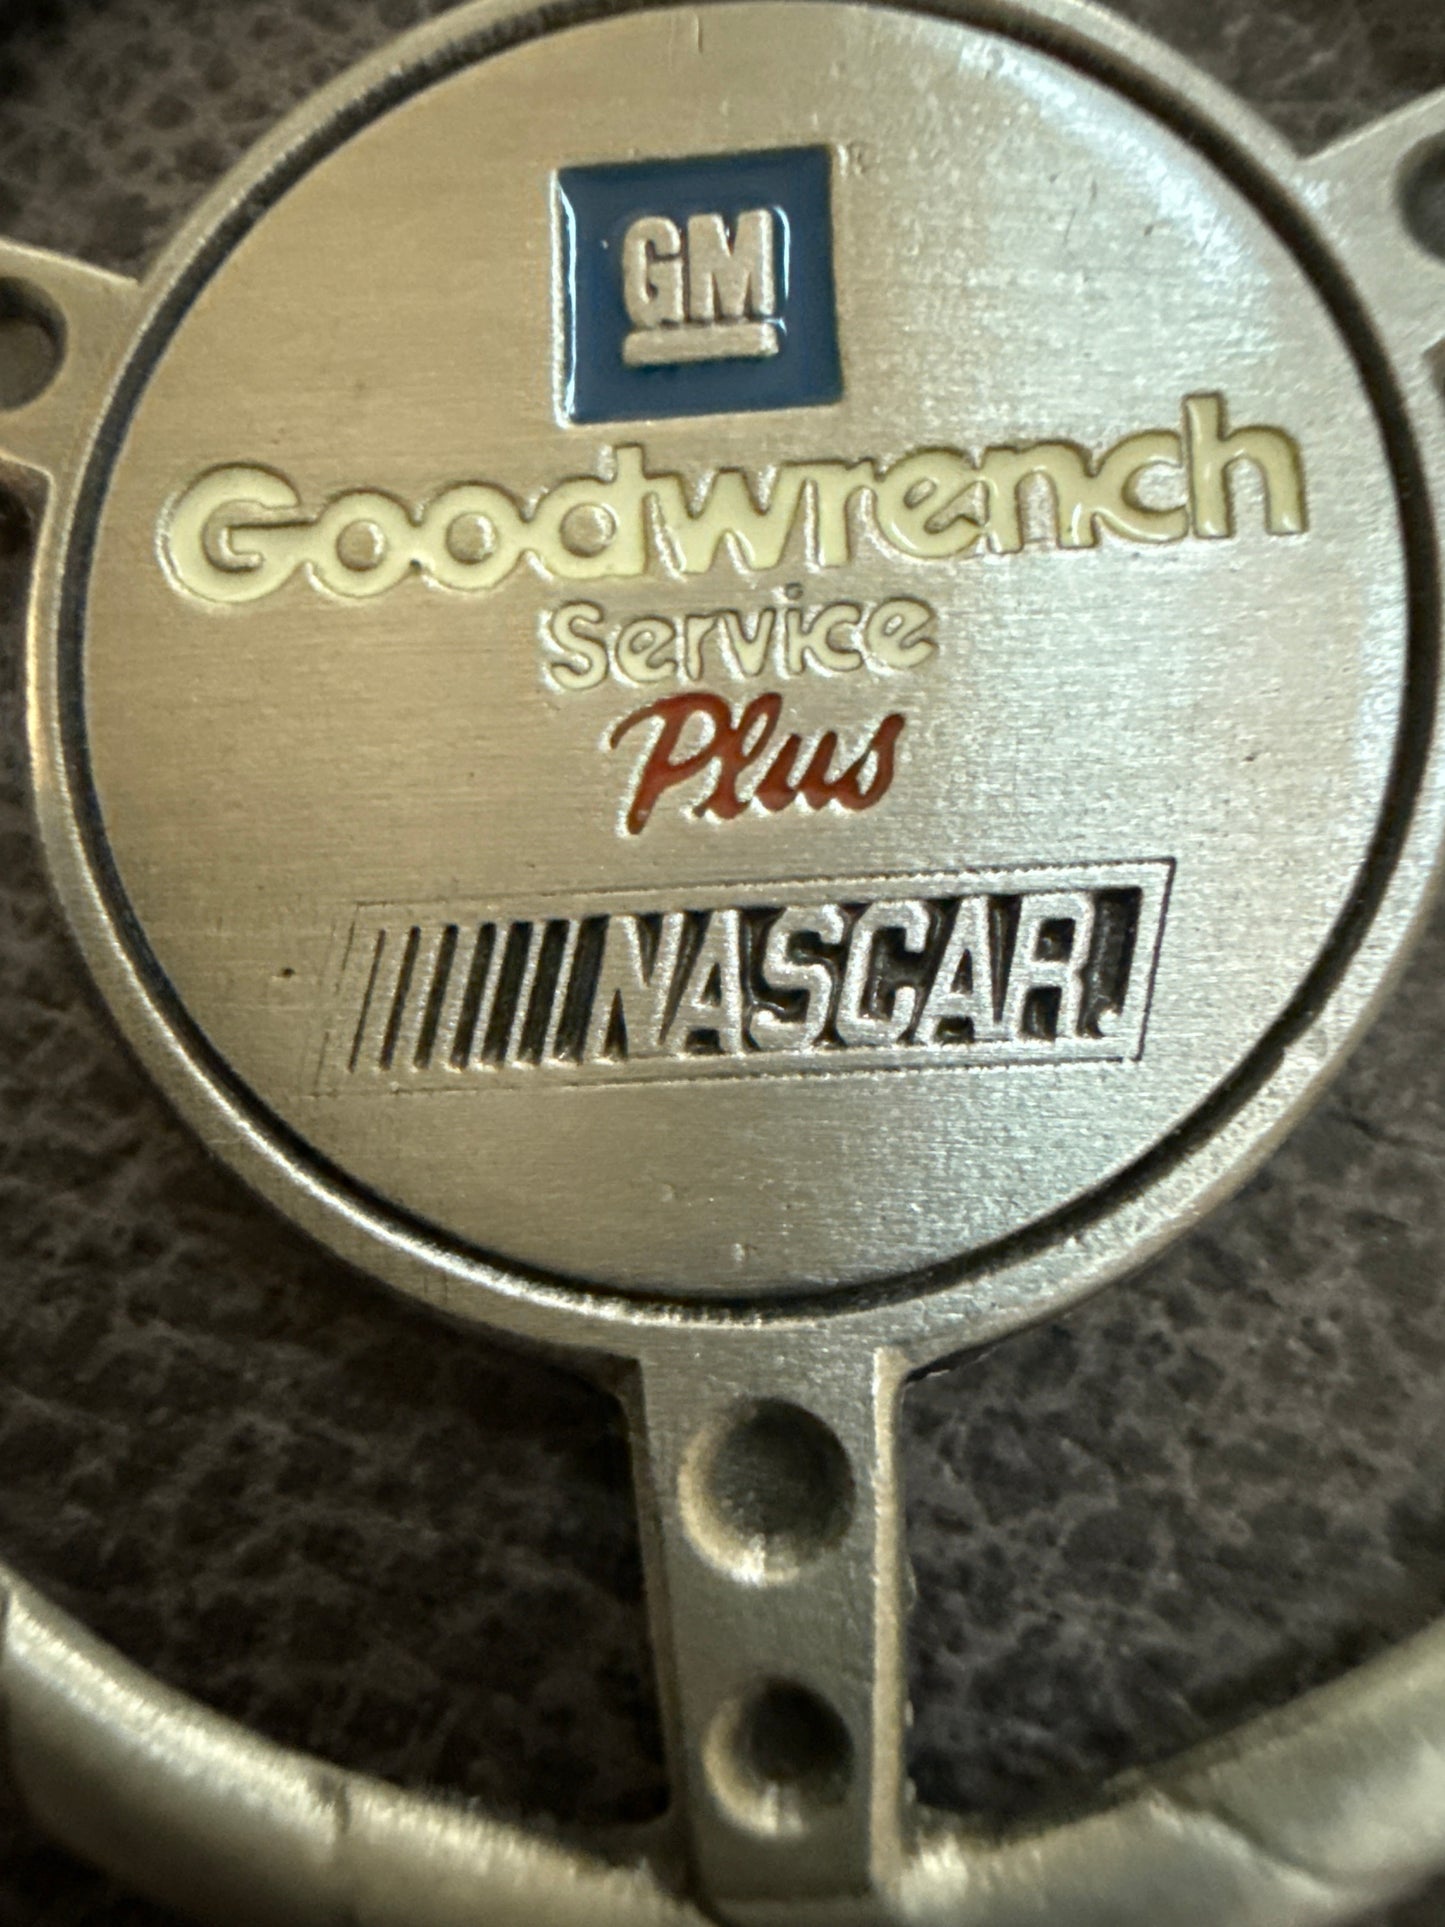 GM
Goodwrench
Service
Plus
NASCAR